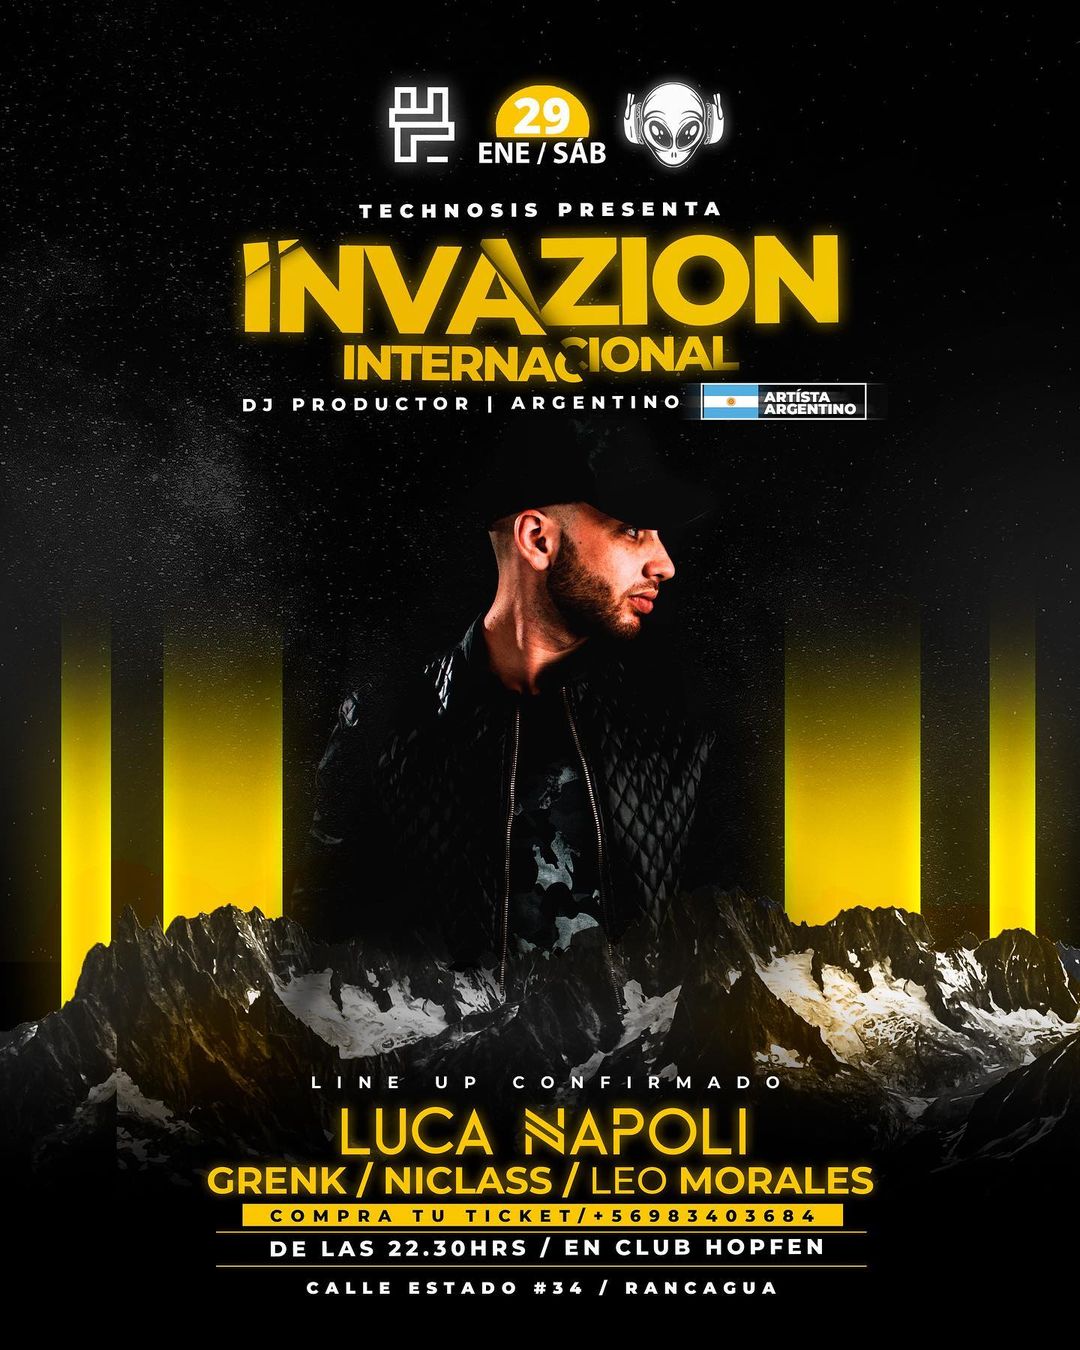 29
ENE / SÁB
TECHNOSIS PRESENTA
INVAZION
INTERNACIONAL
DJ PRODUCTOR | ARGENTINO
ARTÍSTA
ARGENTINO
LINE UP CONFIRMADO
LUCA NAPOLI
GRENK / NICLASS / LEO MORALES
COMPRA TU TICKET/+56983403684
DE LAS 22.30HRS / EN CLUB HOPFEN
CALLE ESTADO #34 / RANCAGUA